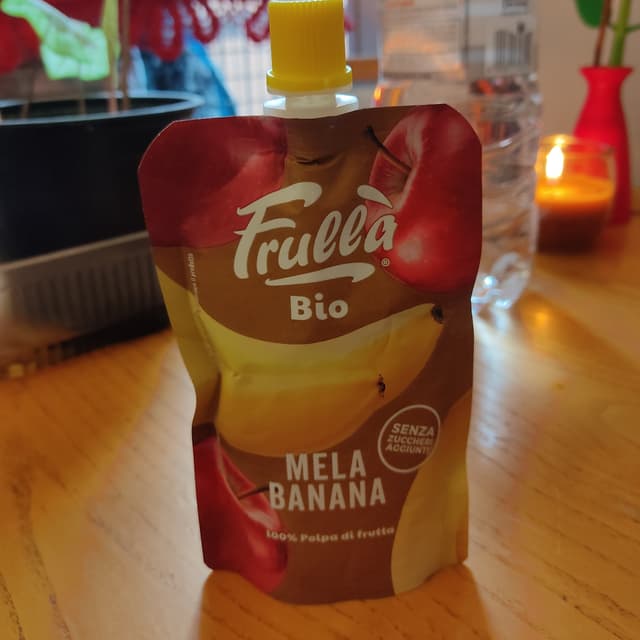 Frullà®
Bio
SENZA
ZUCCHERI
AGGIUNTI
MELA
BANANA
100% Polpa di frutta